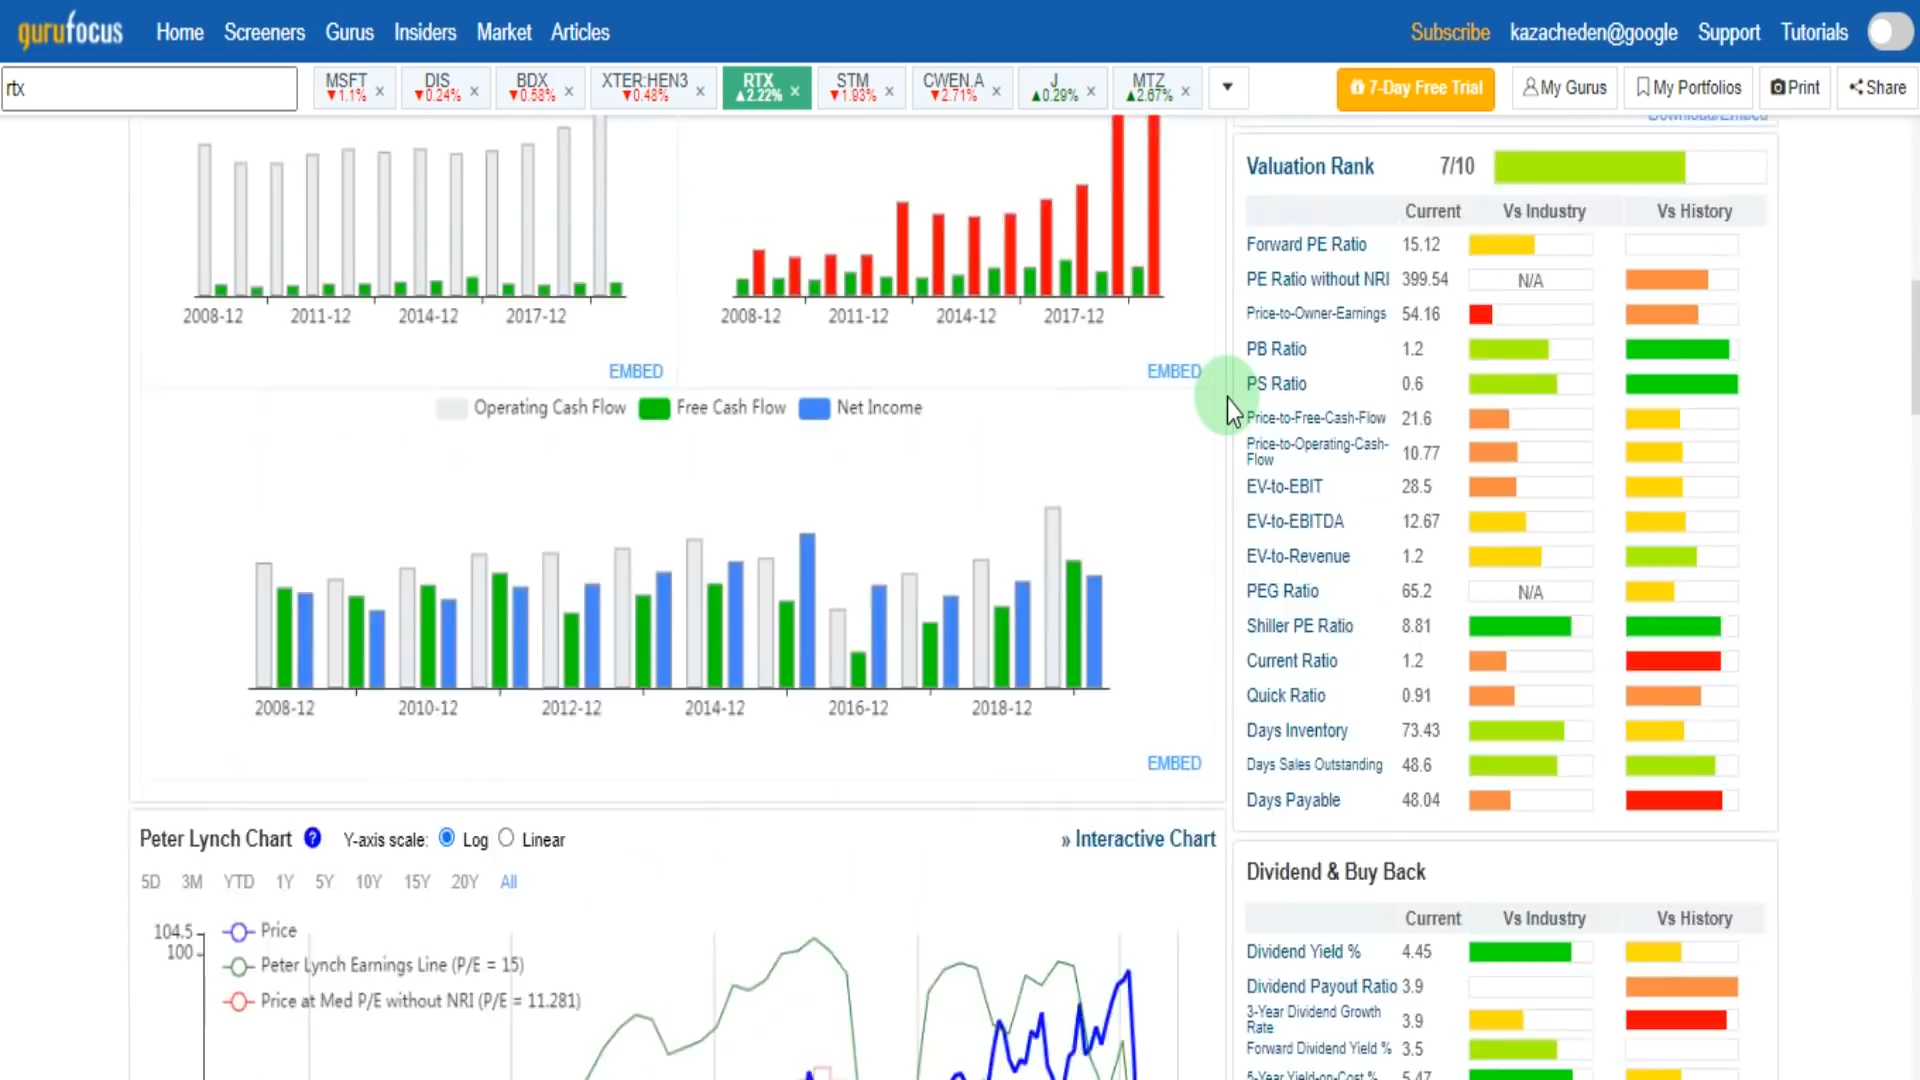 gurufocus Home Screeners Gurus Insiders Market Articles Subscribe kazacheden@google Support Tutorials
rtx MSFT ▼1.1% × DIS ▼0.24% × BDX ▼0.58% × XTER:HEN3 ▼0.48% × RTX ▲2.22% × STM ▼1.93% × CWEN.A ▼2.71% × J ▲0.29% × MTZ ▲2.67% × 7-Day Free Trial My Gurus My Portfolios Print Share
Download/Embed
2008-12 2011-12 2014-12 2017-12
EMBED
2008-12 2011-12 2014-12 2017-12
EMBED
Operating Cash Flow Free Cash Flow Net Income
2008-12 2010-12 2012-12 2014-12 2016-12 2018-12
EMBED
Peter Lynch Chart ? Y-axis scale: Log Linear » Interactive Chart
5D 3M YTD 1Y 5Y 10Y 15Y 20Y All
104.5
100
Price
Peter Lynch Earnings Line (P/E = 15)
Price at Med P/E without NRI (P/E = 11.281)
Valuation Rank 7/10
Current Vs Industry Vs History
Forward PE Ratio 15.12
PE Ratio without NRI 399.54 N/A
Price-to-Owner-Earnings 54.16
PB Ratio 1.2
PS Ratio 0.6
Price-to-Free-Cash-Flow 21.6
Price-to-Operating-Cash-
Flow 10.77
EV-to-EBIT 28.5
EV-to-EBITDA 12.67
EV-to-Revenue 1.2
PEG Ratio 65.2 N/A
Shiller PE Ratio 8.81
Current Ratio 1.2
Quick Ratio 0.91
Days Inventory 73.43
Days Sales Outstanding 48.6
Days Payable 48.04
Dividend & Buy Back
Current Vs Industry Vs History
Dividend Yield % 4.45
Dividend Payout Ratio 3.9
3-Year Dividend Growth
Rate 3.9
Forward Dividend Yield % 3.5
5-Year Yield-on-Cost % 5.47